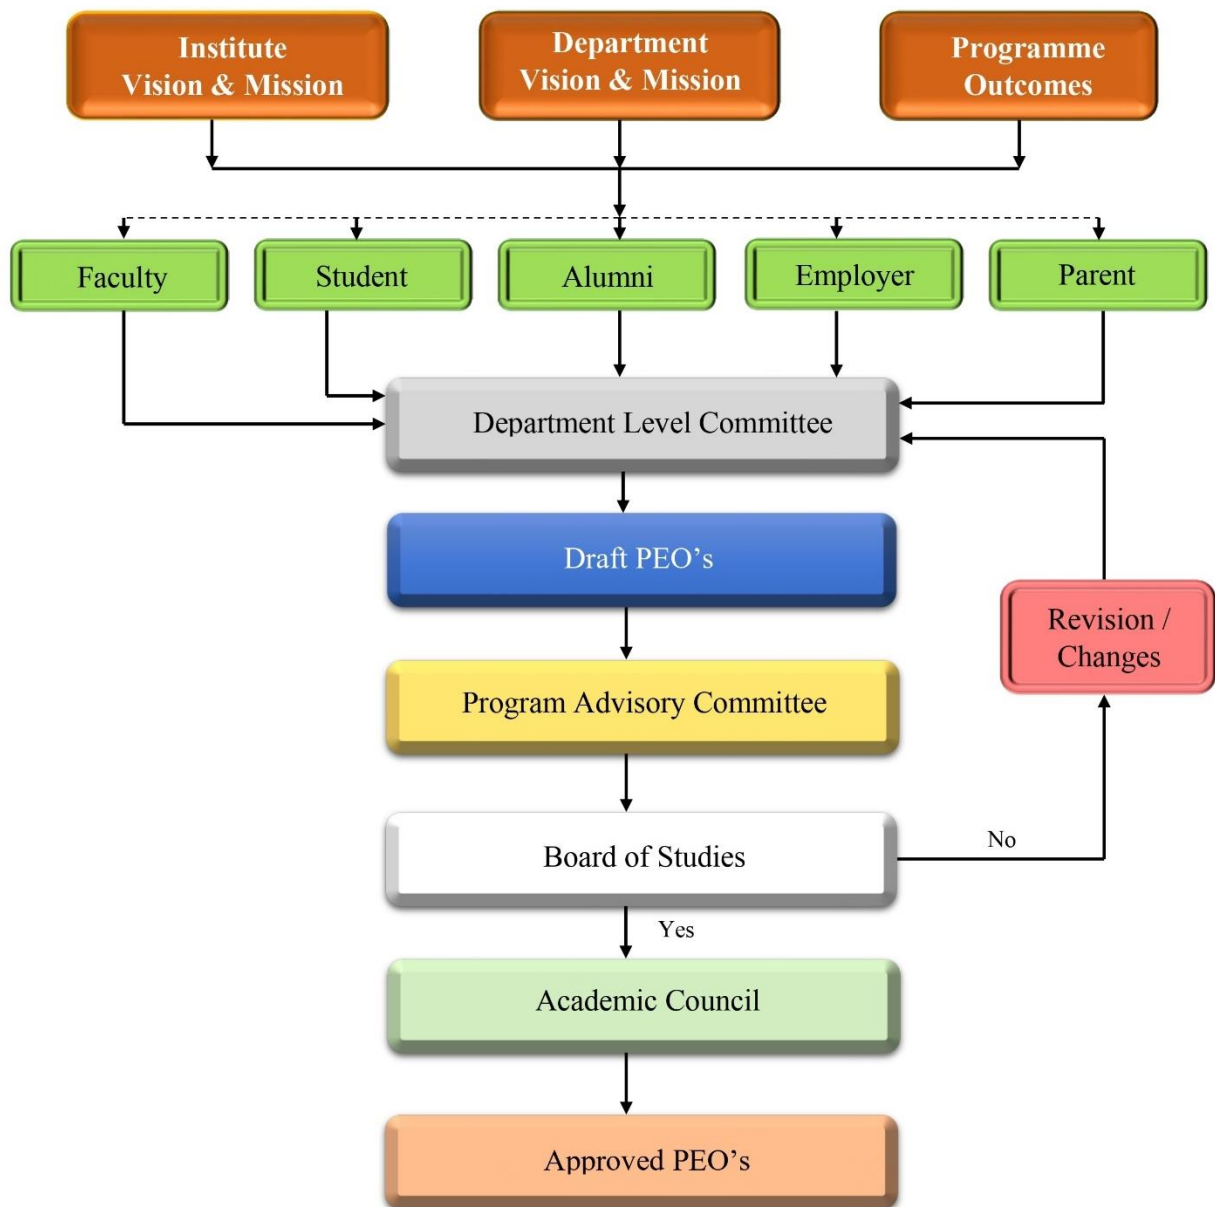 Institute
Vision & Mission
Department
Vision & Mission
Programme
Outcomes
Faculty
Student
Alumni
Employer
Parent
Department Level Committee
Draft PEO’s
Revision /
Changes
Program Advisory Committee
Board of Studies
No
Yes
Academic Council
Approved PEO’s